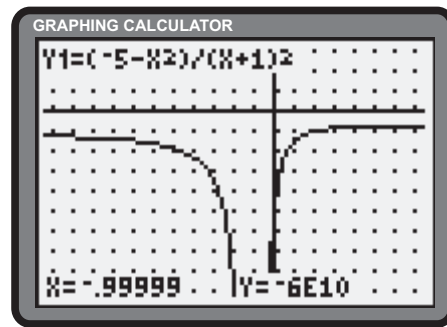 GRAPHING CALCULATOR
Y1=(-5-X2)/(X+1)2
X=-.99999 Y=-6E10